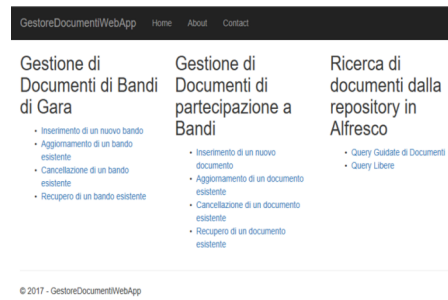 GestoreDocumentiWebApp Home About Contact
Gestione di
Documenti di Bandi
di Gara
• Inserimento di un nuovo bando
• Aggiornamento di un bando
esistente
• Cancellazione di un bando
esistente
• Recupero di un bando esistente
Gestione di
Documenti di
partecipazione a
Bandi
• Inserimento di un nuovo
documento
• Aggiornamento di un documento
esistente
• Cancellazione di un documento
esistente
• Recupero di un documento
esistente
Ricerca di
documenti dalla
repository in
Alfresco
• Query Guidate di Documenti
• Query Libere
© 2017 - GestoreDocumentiWebApp